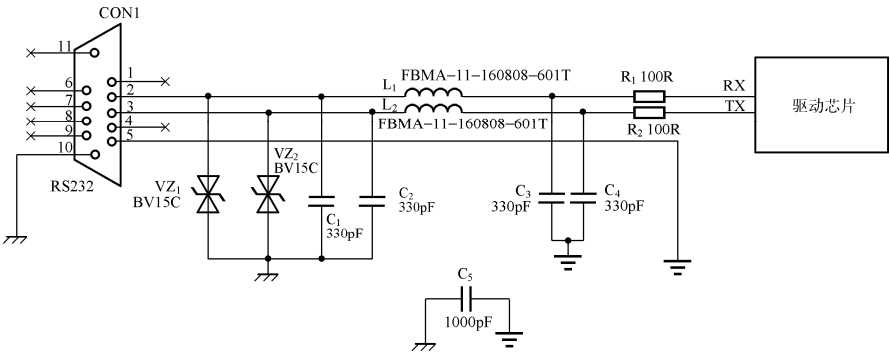 CON1
11
1
6
2
7
3
8
4
9
5
10
RS232
L₁ FBMA-11-160808-601T
L₂
FBMA-11-160808-601T
R₁ 100R
RX
TX
R₂ 100R
驱动芯片
VZ₁
BV15C
VZ₂
BV15C
C₁
330pF
C₂
330pF
C₃
330pF
C₄
330pF
C₅
1000pF